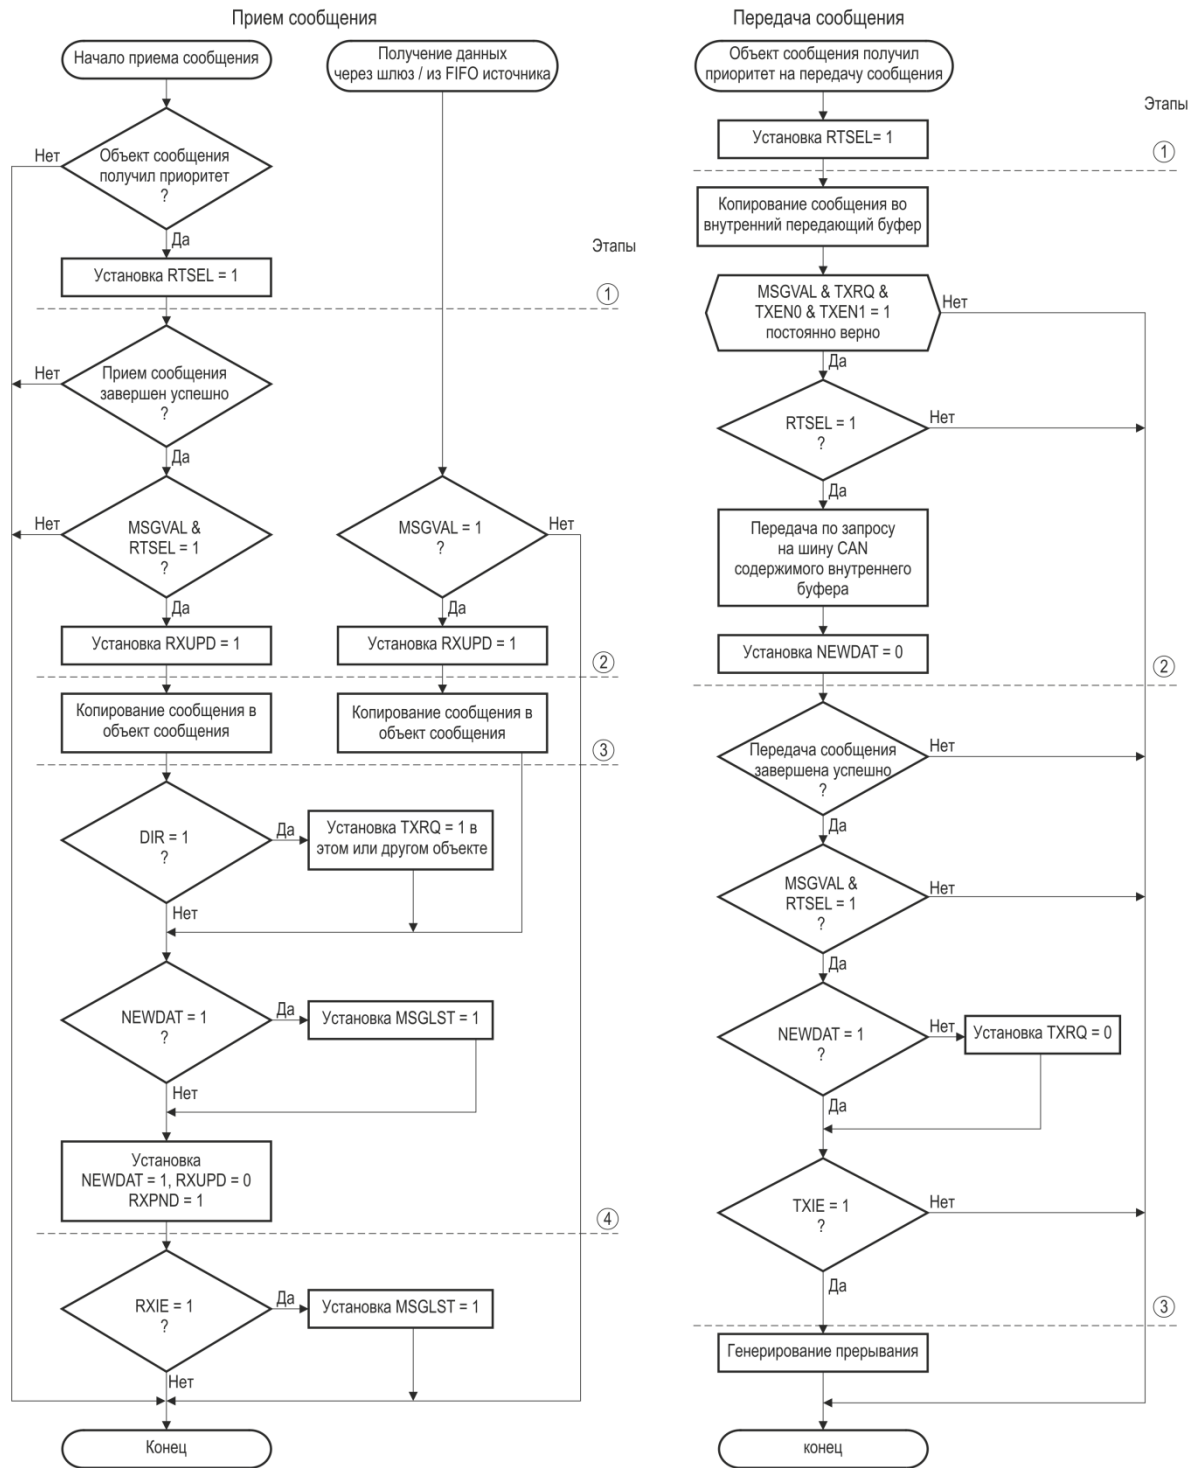 Прием сообщения
Начало приема сообщения
Получение данных
через шлюз / из FIFO источника
Нет
Объект сообщения
получил приоритет
?
Да
Установка RTSEL = 1
Этапы
1
Нет
Прием сообщения
завершен успешно
?
Да
Нет
MSGVAL &
RTSEL = 1
?
Да
MSGVAL = 1
?
Нет
Да
Установка RXUPD = 1
Установка RXUPD = 1
2
Копирование сообщения в
объект сообщения
Копирование сообщения в
объект сообщения
3
DIR = 1
?
Да
Установка TXRQ = 1 в
этом или другом объекте
Нет
NEWDAT = 1
?
Да
Установка MSGLST = 1
Нет
Установка
NEWDAT = 1, RXUPD = 0
RXPND = 1
4
RXIE = 1
?
Да
Установка MSGLST = 1
Нет
Конец
Передача сообщения
Объект сообщения получил
приоритет на передачу сообщения
Этапы
Установка RTSEL= 1
1
Копирование сообщения во
внутренний передающий буфер
MSGVAL & TXRQ &
TXEN0 & TXEN1 = 1
постоянно верно
Нет
Да
RTSEL = 1
?
Нет
Да
Передача по запросу
на шину CAN
содержимого внутреннего
буфера
Установка NEWDAT = 0
2
Передача сообщения
завершена успешно
?
Нет
Да
MSGVAL &
RTSEL = 1
?
Нет
Да
NEWDAT = 1
?
Нет
Установка TXRQ = 0
Да
TXIE = 1
?
Нет
Да
3
Генерирование прерывания
конец